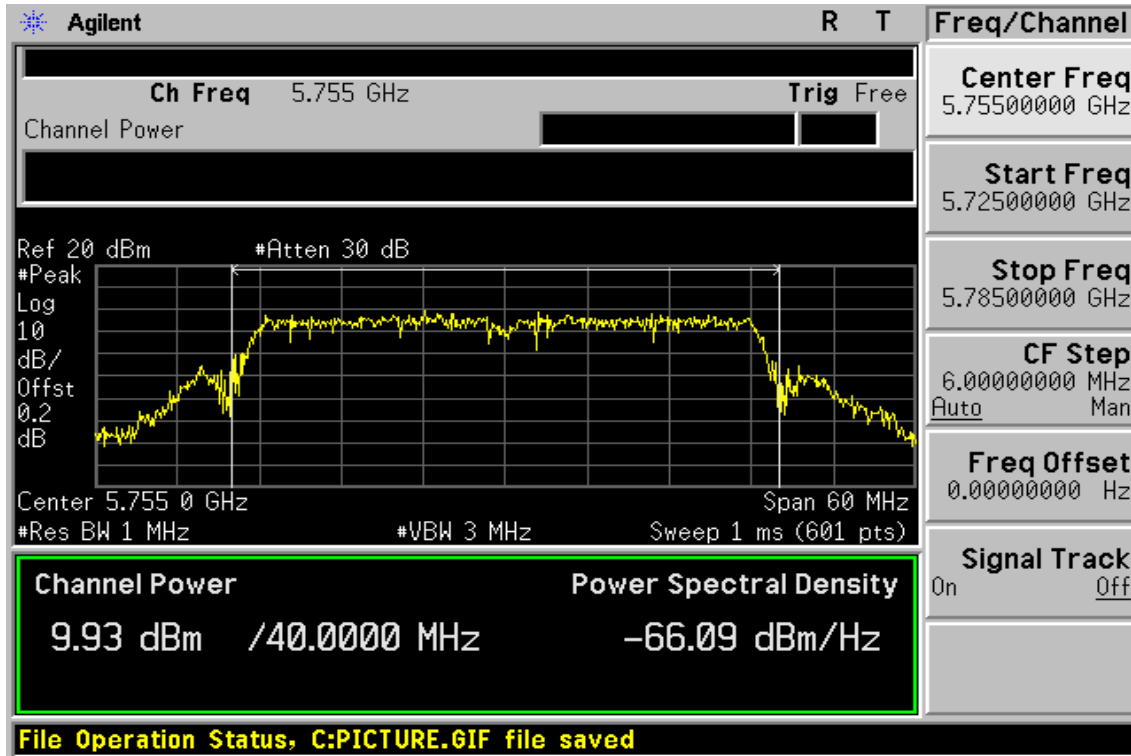 Agilent R T
Ch Freq 5.755 GHz Trig Free
Channel Power
Ref 20 dBm #Atten 30 dB
#Peak
Log
10
dB/
Offst
0.2
dB
Center 5.755 0 GHz Span 60 MHz
#Res BW 1 MHz #VBW 3 MHz Sweep 1 ms (601 pts)
Channel Power Power Spectral Density
9.93 dBm /40.0000 MHz -66.09 dBm/Hz
File Operation Status, C:PICTURE.GIF file saved
Freq/Channel
Center Freq
5.75500000 GHz
Start Freq
5.72500000 GHz
Stop Freq
5.78500000 GHz
CF Step
6.00000000 MHz
Auto Man
Freq Offset
0.00000000 Hz
Signal Track
On Off